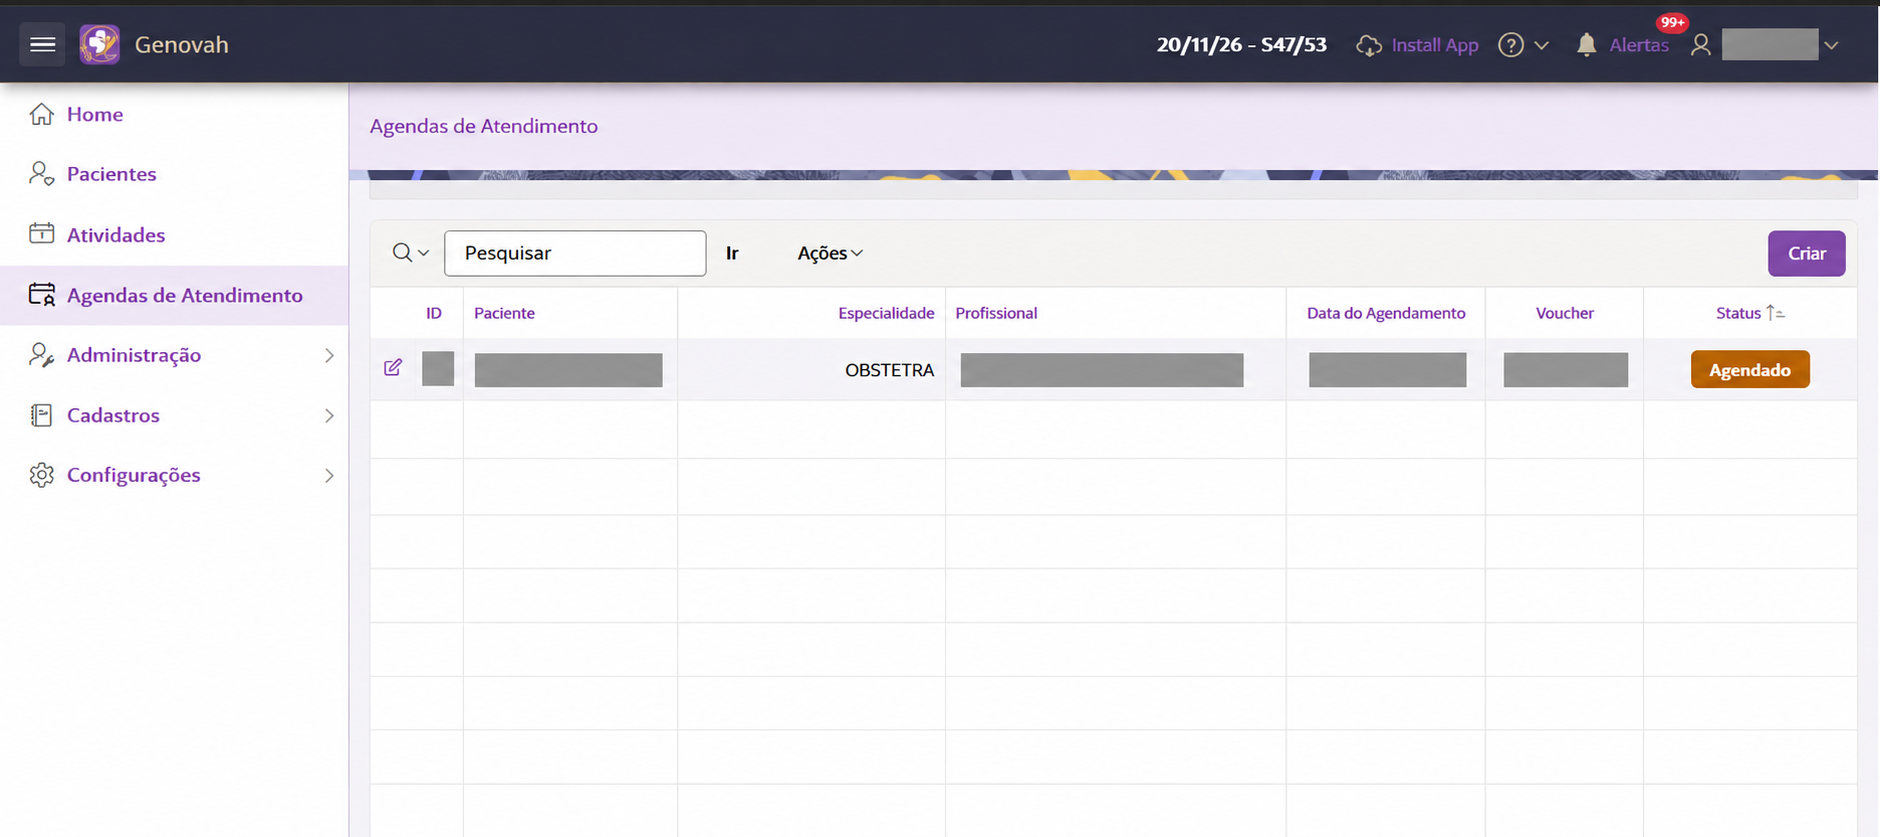 Genovah
20/11/26 - S47/53
Install App
?
Alertas
99+
Home
Pacientes
Atividades
Agendas de Atendimento
Administração
Cadastros
Configurações
Agendas de Atendimento
Pesquisar
Ir
Ações
Criar
ID Paciente Especialidade Profissional Data do Agendamento Voucher Status
OBSTETRA Agendado